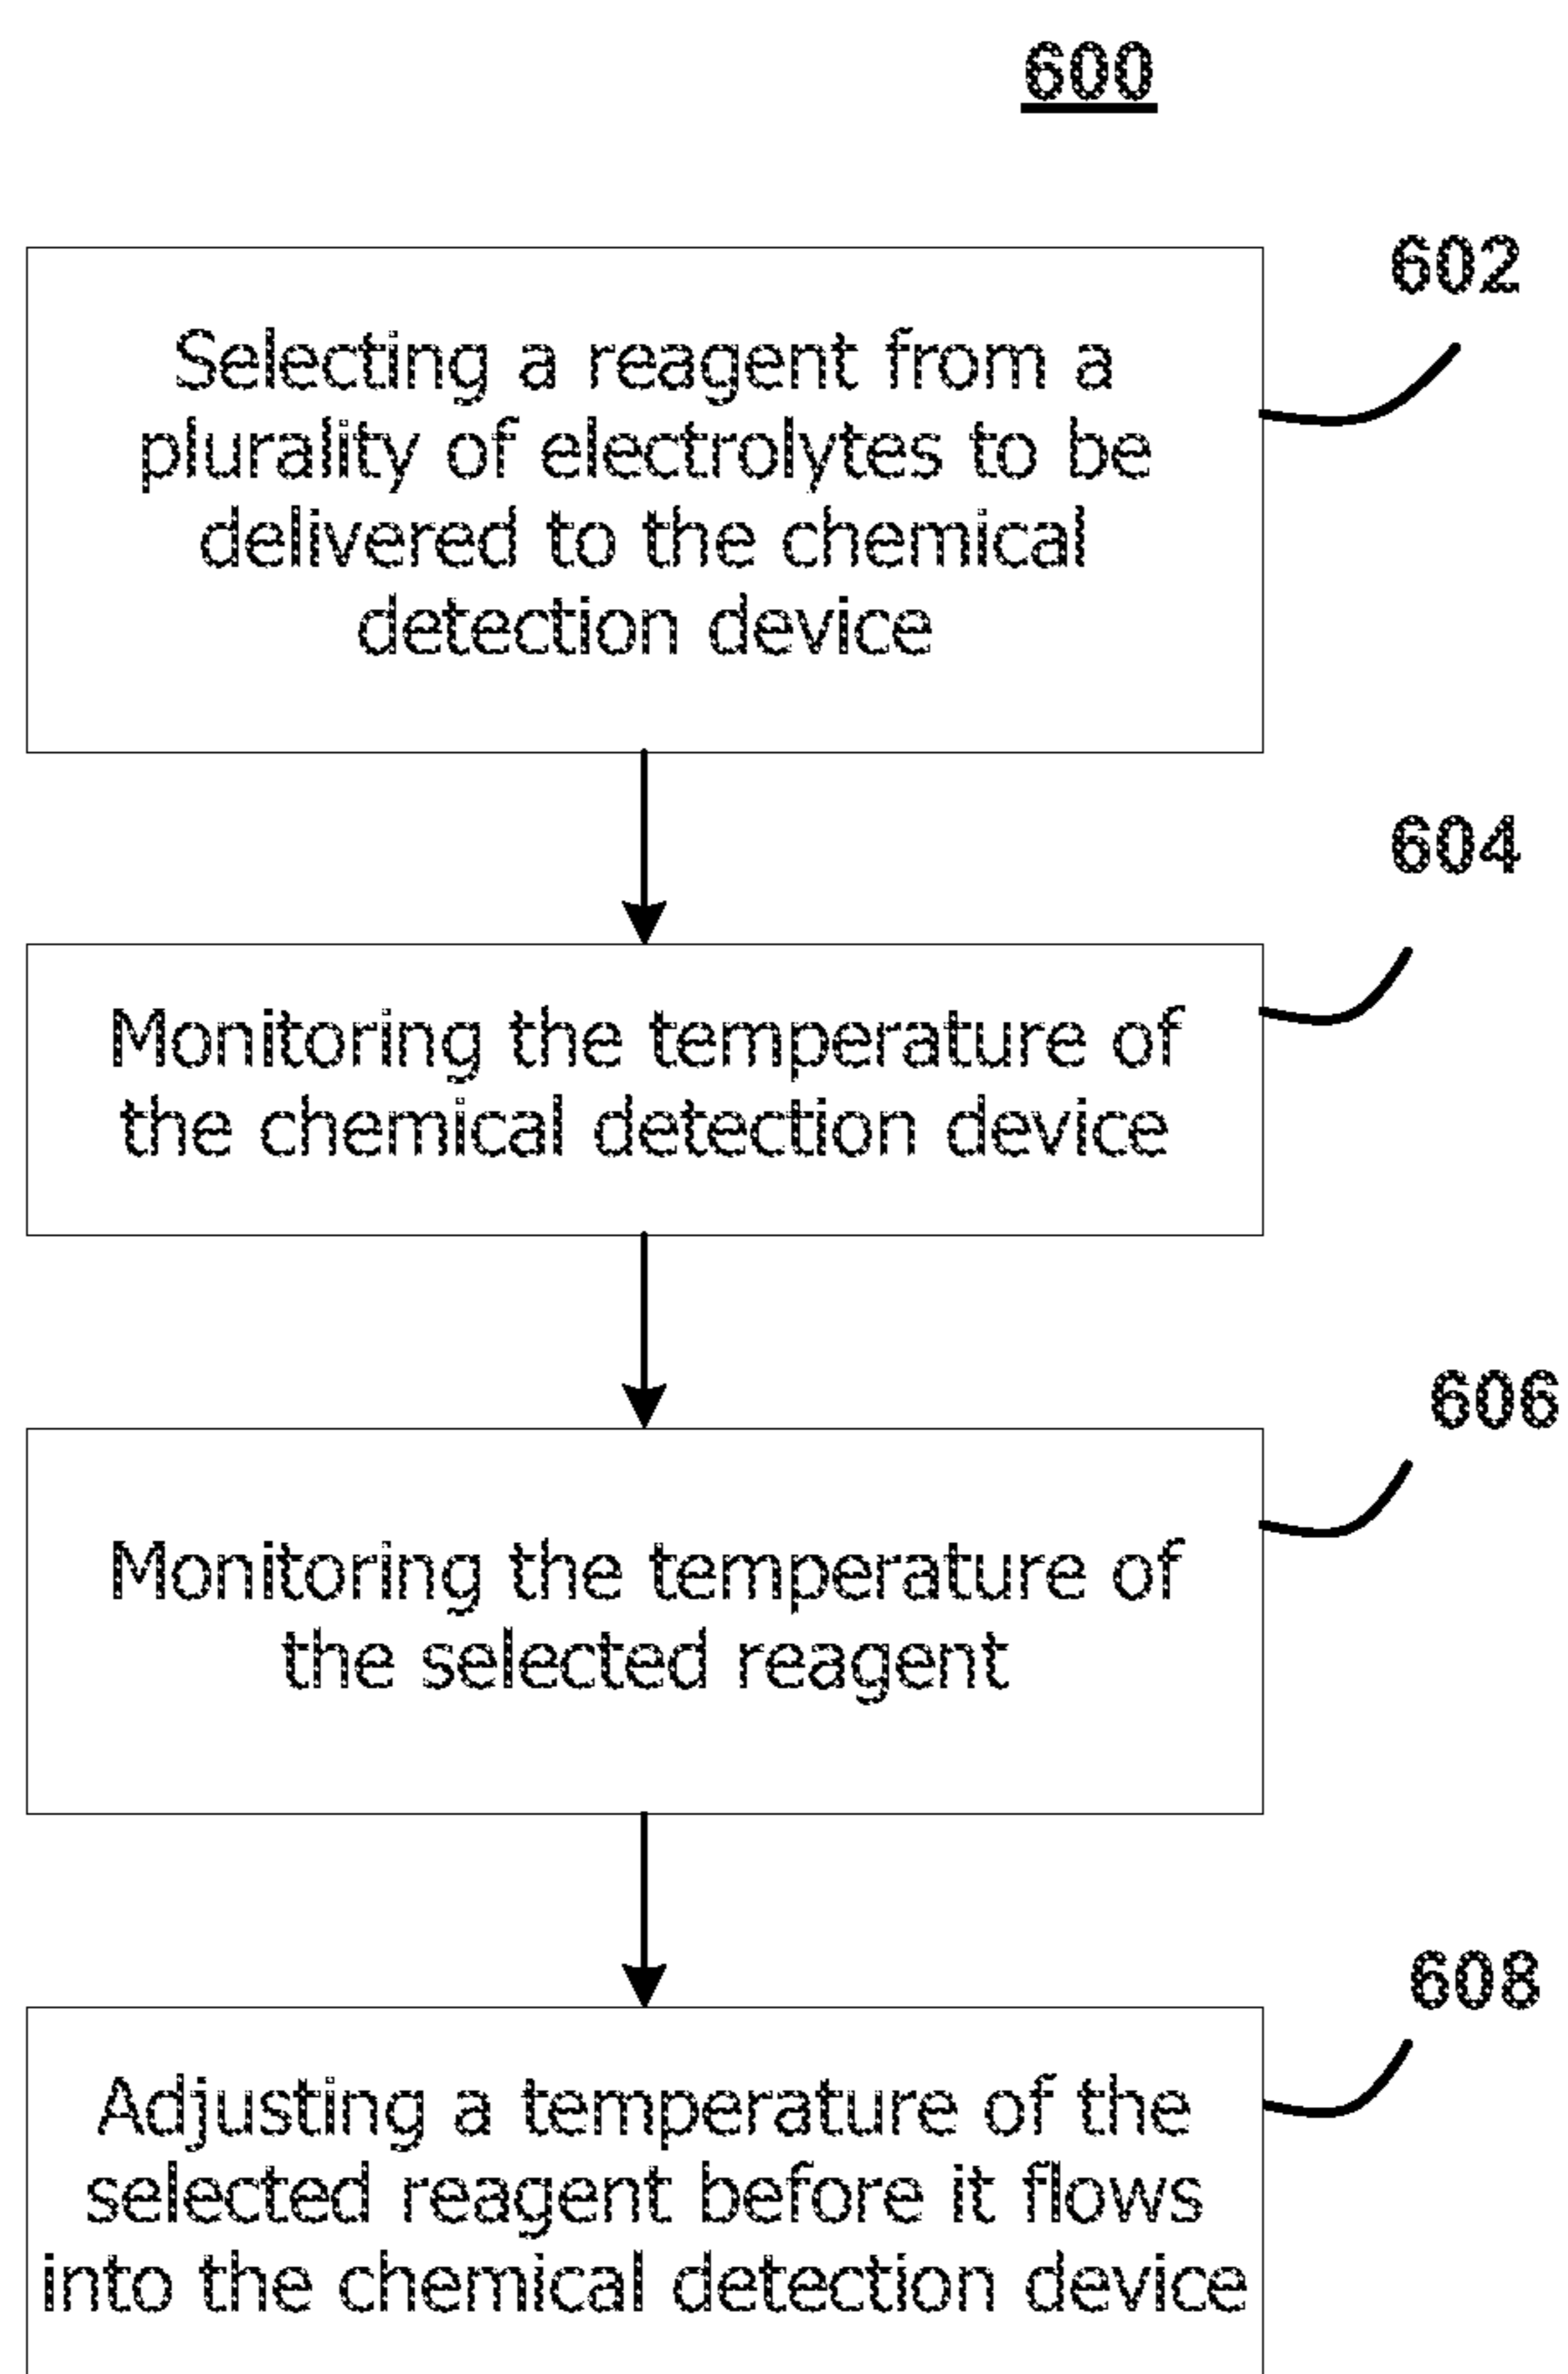 600
602
Selecting a reagent from a
plurality of electrolytes to be
delivered to the chemical
detection device
604
Monitoring the temperature of
the chemical detection device
606
Monitoring the temperature of
the selected reagent
608
Adjusting a temperature of the
selected reagent before it flows
into the chemical detection device